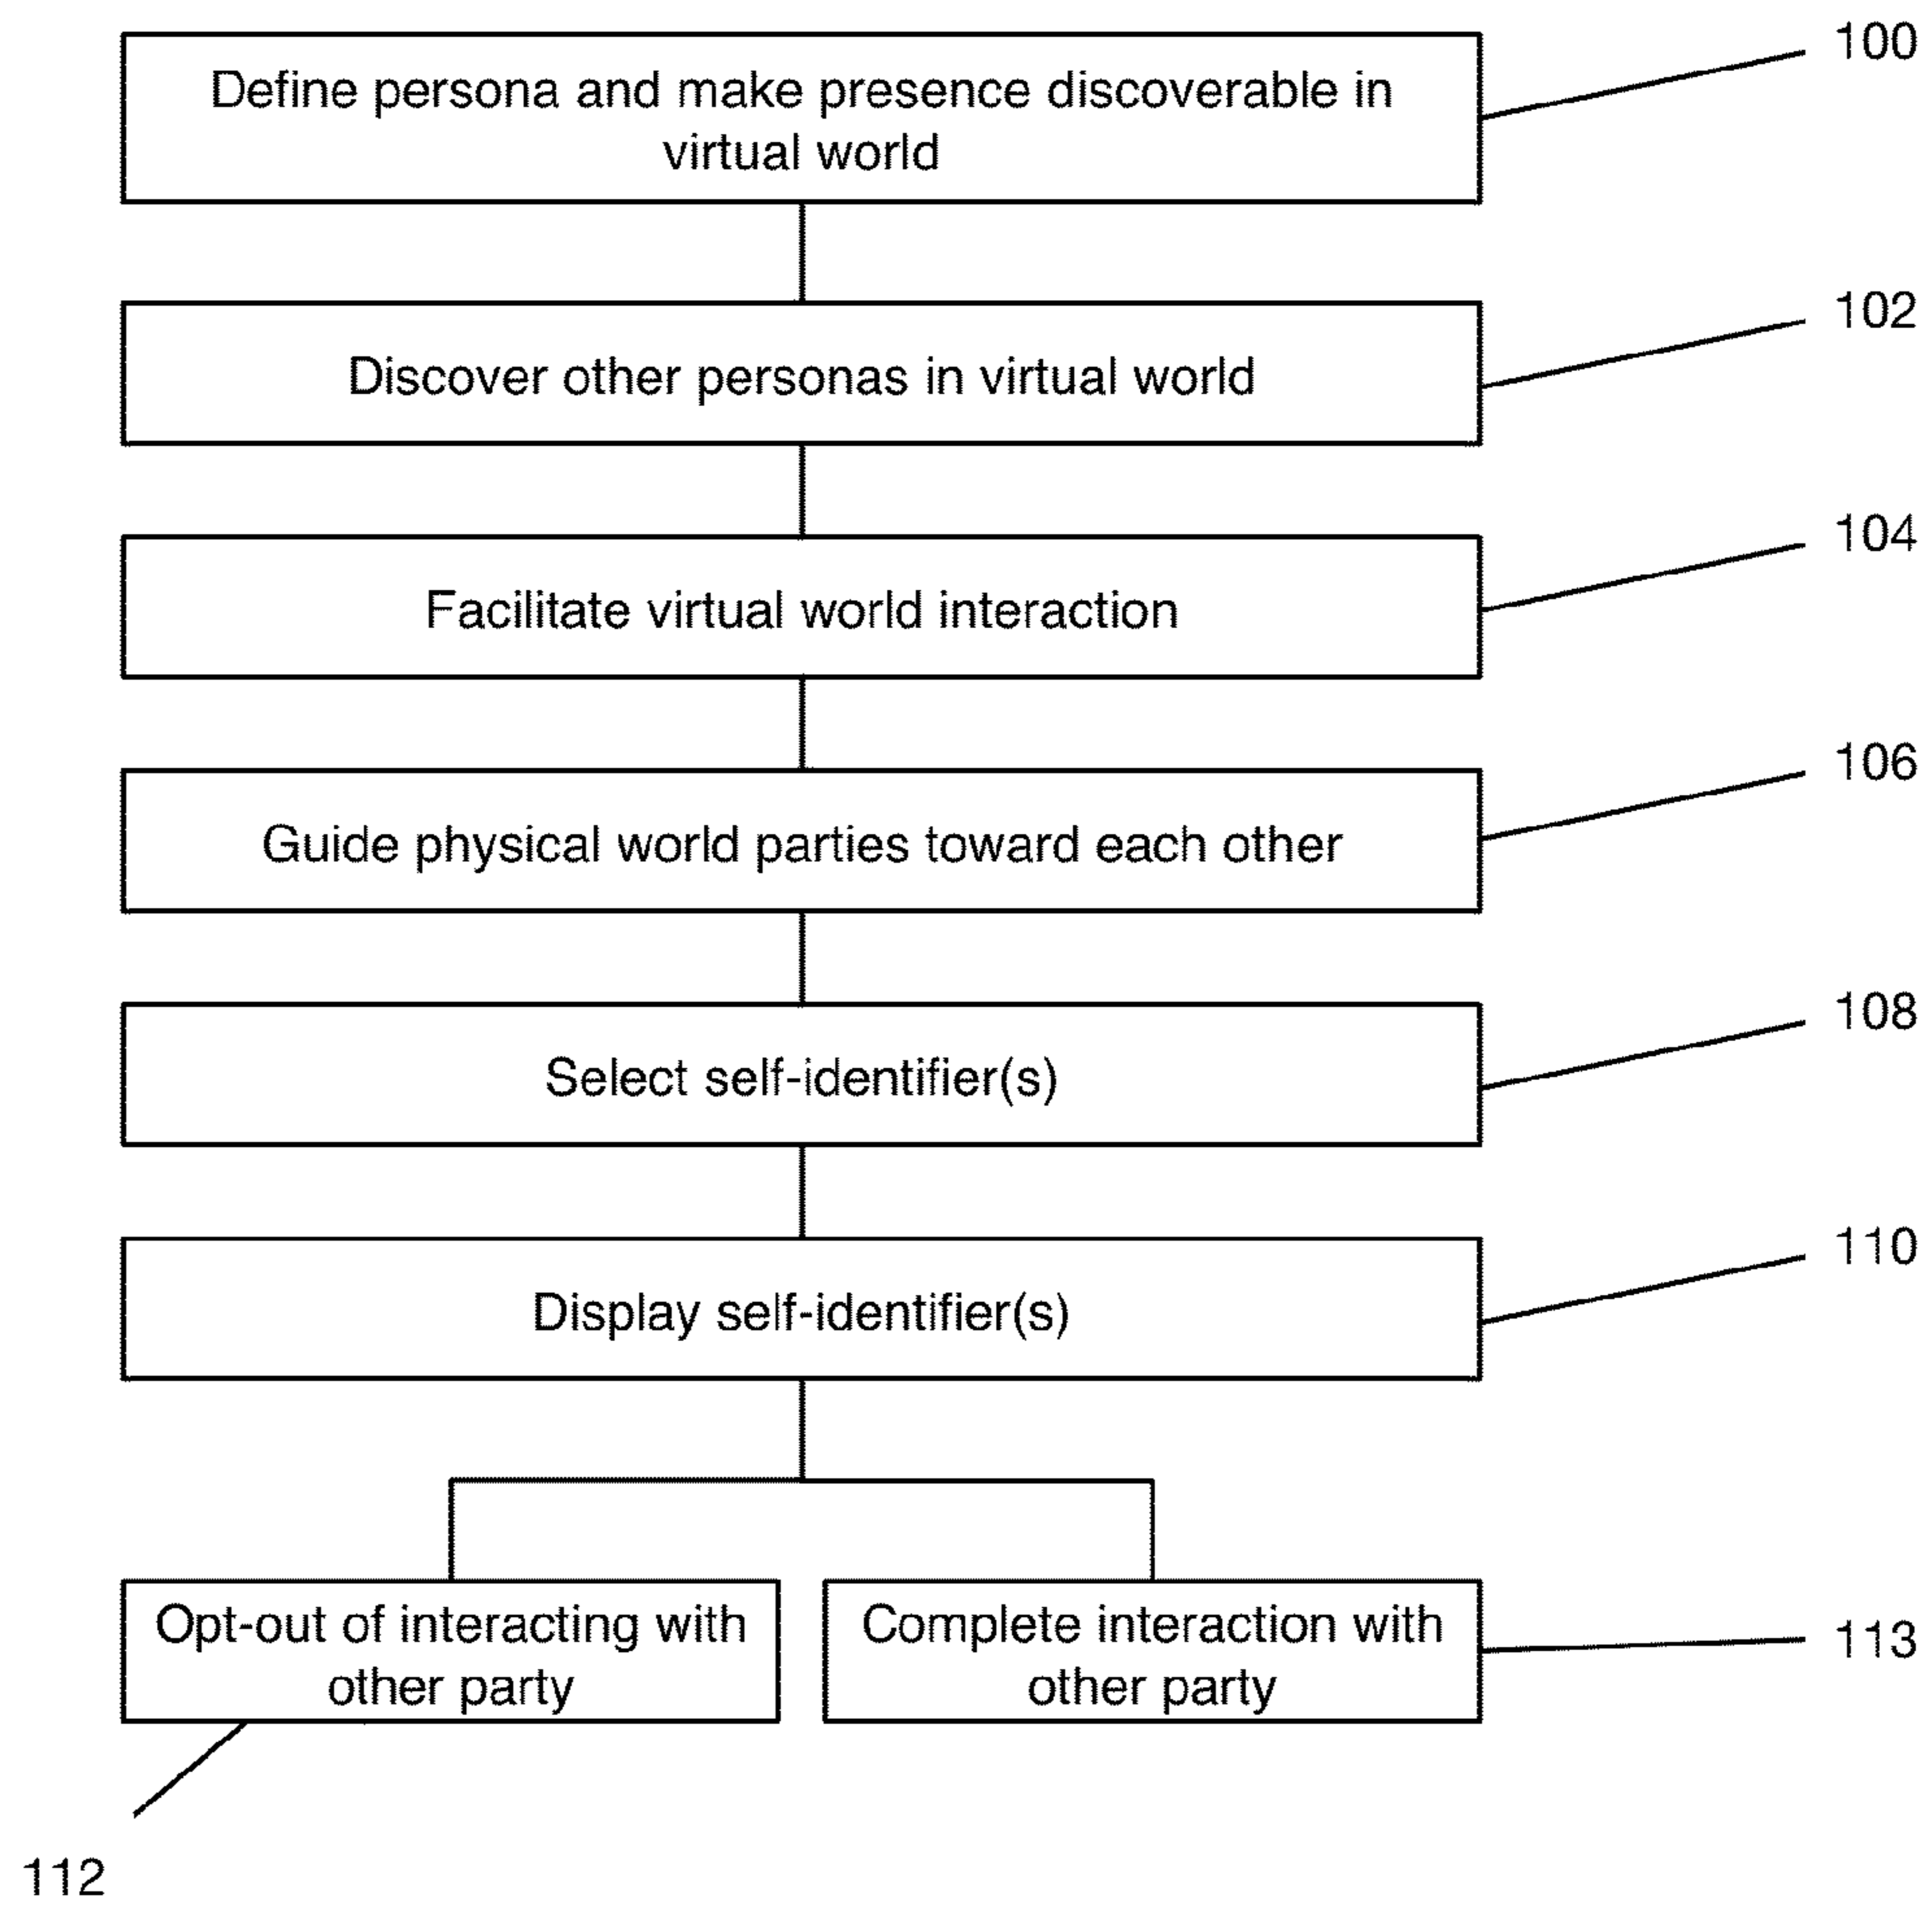 100
Define persona and make presence discoverable in
virtual world
102
Discover other personas in virtual world
104
Facilitate virtual world interaction
106
Guide physical world parties toward each other
108
Select self-identifier(s)
110
Display self-identifier(s)
Opt-out of interacting with
other party
Complete interaction with
other party
113
112